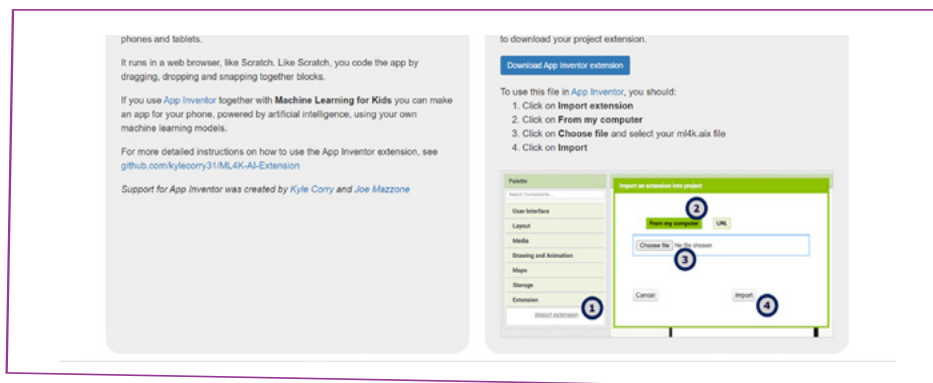 phones and tablets.
It runs in a web browser, like Scratch. Like Scratch, you code the app by
dragging, dropping and snapping together blocks.
If you use App Inventor together with Machine Learning for Kids you can make
an app for your phone, powered by artificial intelligence, using your own
machine learning models.
For more detailed instructions on how to use the App Inventor extension, see
github.com/kylecorry31/ML4K-AI-Extension
Support for App Inventor was created by Kyle Corry and Joe Mazzone
to download your project extension.
Download App Inventor extension
To use this file in App Inventor, you should:
1. Click on Import extension
2. Click on From my computer
3. Click on Choose file and select your ml4k.aix file
4. Click on Import
Palette
Search Components...
User Interface
Layout
Media
Drawing and Animation
Maps
Storage
Extension
Import extension
1
Import an extension into project
2
From my computer
URL
Choose file No file chosen
3
Cancel
Import
4